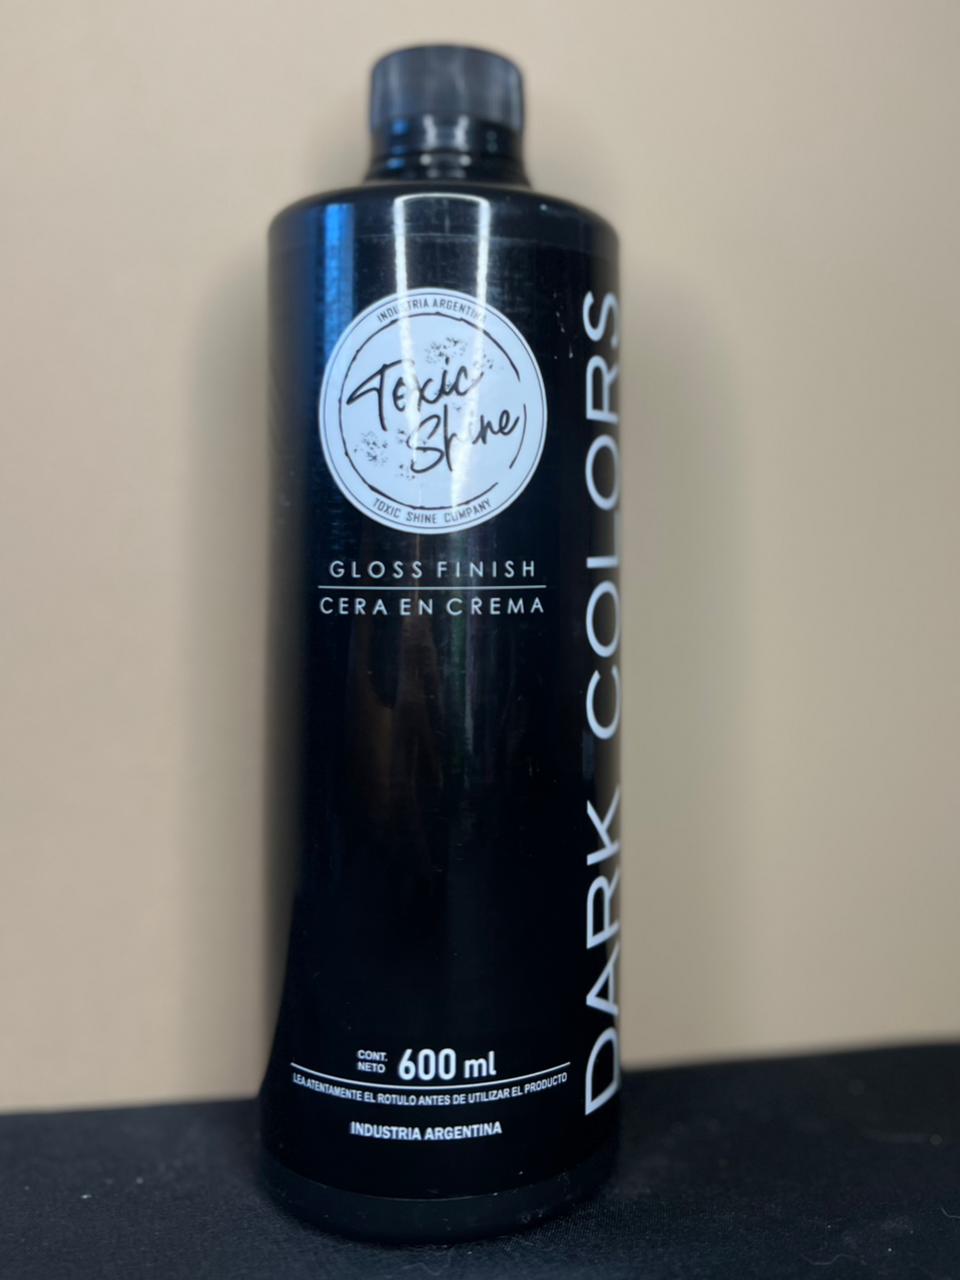 INDUSTRIA ARGENTINA
Toxic
Shine
TOXIC SHINE COMPANY
GLOSS FINISH
CERA EN CREMA
DARK COLORS
CONT.
NETO
600 ml
LEA ATENTAMENTE EL ROTULO ANTES DE UTILIZAR EL PRODUCTO
INDUSTRIA ARGENTINA